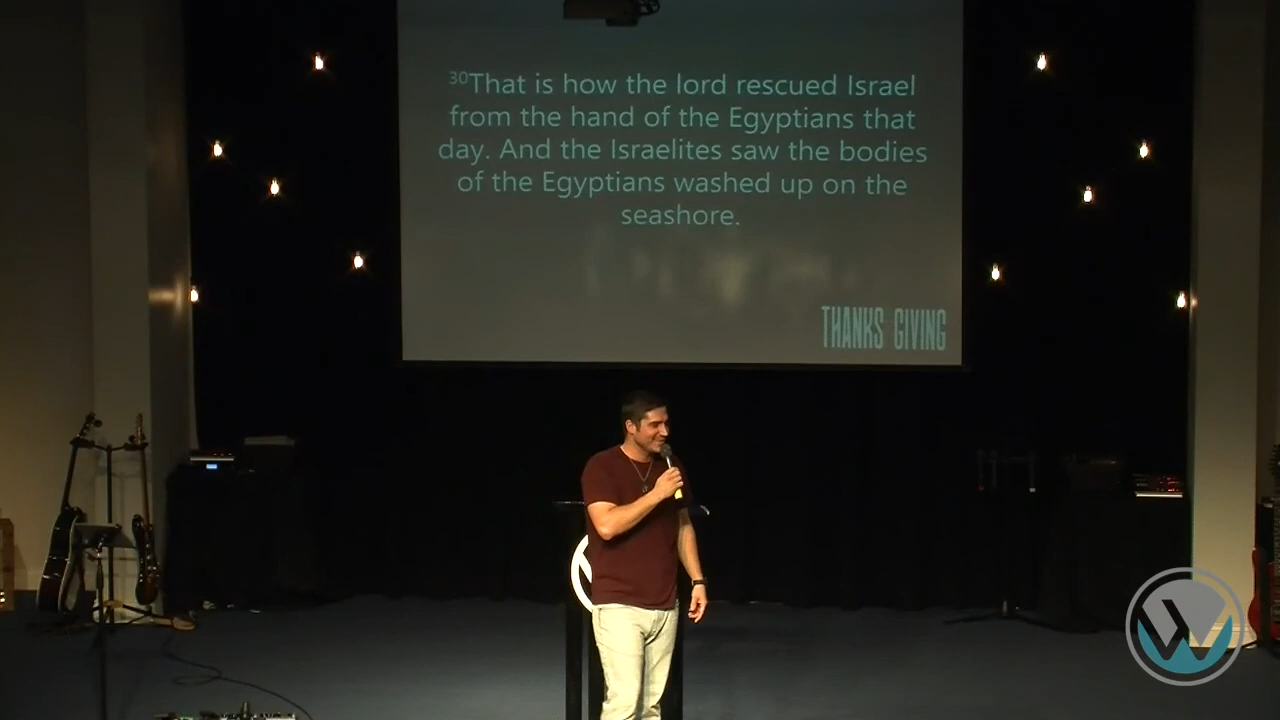 30That is how the lord rescued Israel
from the hand of the Egyptians that
day. And the Israelites saw the bodies
of the Egyptians washed up on the
seashore.
THANKS GIVING
W